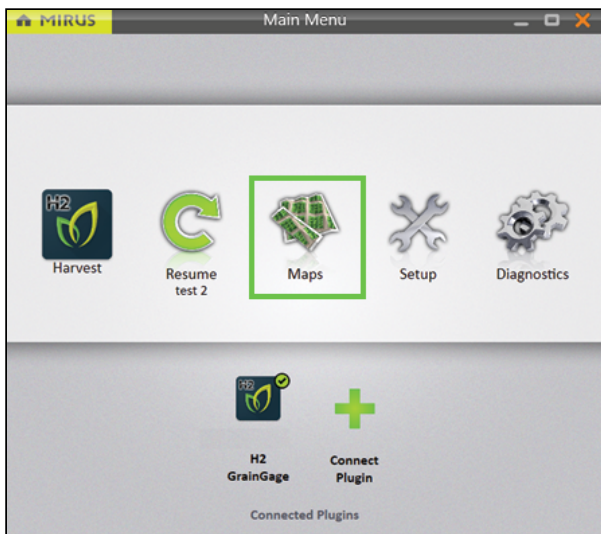 MIRUS
Main Menu
H2
Harvest
Resume
test 2
Maps
Setup
Diagnostics
H2
H2
GrainGage
Connect
Plugin
Connected Plugins